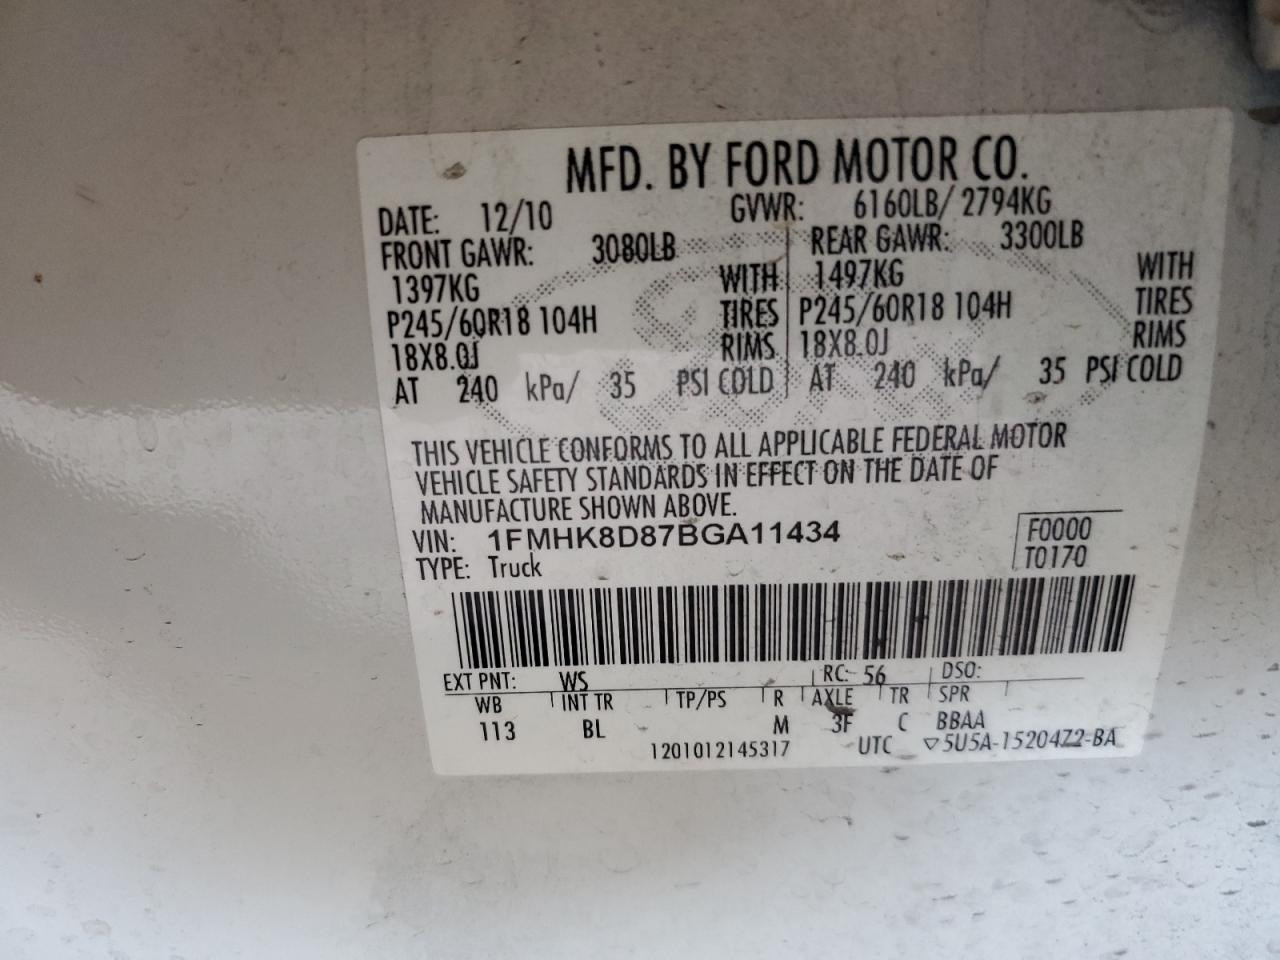 MFD. BY FORD MOTOR CO.
DATE: 12/10 GVWR: 6160LB/ 2794KG
FRONT GAWR: 3080LB REAR GAWR: 3300LB
1397KG WITH 1497KG WITH
P245/60R18 104H TIRES P245/60R18 104H TIRES
18X8.0J RIMS 18X8.0J RIMS
AT 240 kPa/ 35 PSI COLD AT 240 kPa/ 35 PSI COLD
THIS VEHICLE CONFORMS TO ALL APPLICABLE FEDERAL MOTOR
VEHICLE SAFETY STANDARDS IN EFFECT ON THE DATE OF
MANUFACTURE SHOWN ABOVE.
VIN: 1FMHK8D87BGA11434 F0000
TYPE: Truck T0170
EXT PNT: WS RC: 56 DSO:
WB INT TR TP/PS R AXLE TR SPR
113 BL M 3F C BBAA
1201012145317 UTC ▽5U5A-1520472-BA